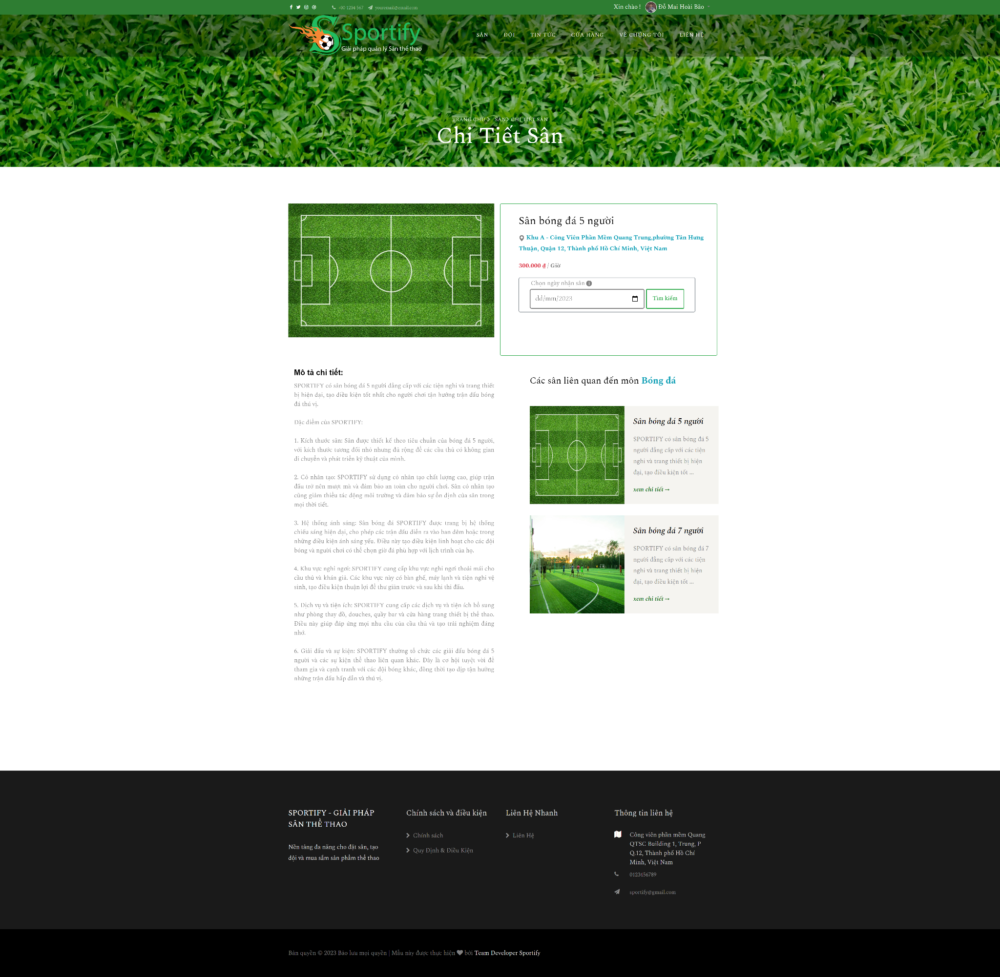 +00 1234 567 youremail@email.com
Xin chào ! Đỗ Mai Hoài Bão
Sportify
Giải pháp quản lý Sân thể thao
SÂN ĐỘI TIN TỨC CỬA HÀNG VỀ CHÚNG TÔI LIÊN HỆ
TRANG CHỦ SÂN CHI TIẾT SÂN
Chi Tiết Sân
Sân bóng đá 5 người
Khu A - Công Viên Phần Mềm Quang Trung,phường Tân Hưng
Thuận, Quận 12, Thành phố Hồ Chí Minh, Việt Nam
300.000 ₫ / Giờ
Chọn ngày nhận sân
dd/mm/2023
Tìm kiếm
Mô tả chi tiết:
SPORTIFY có sân bóng đá 5 người đẳng cấp với các tiện nghi và trang thiết
bị hiện đại, tạo điều kiện tốt nhất cho người chơi tận hưởng trận đấu bóng
đá thú vị.
Đặc điểm của SPORTIFY:
1. Kích thước sân: Sân được thiết kế theo tiêu chuẩn của bóng đá 5 người,
với kích thước tương đối nhỏ nhưng đủ rộng để các cầu thủ có không gian
di chuyển và phát triển kỹ thuật của mình.
2. Cỏ nhân tạo: SPORTIFY sử dụng cỏ nhân tạo chất lượng cao, giúp trận
đấu trở nên mượt mà và đảm bảo an toàn cho người chơi. Sân cỏ nhân tạo
cũng giảm thiểu tác động môi trường và đảm bảo sự ổn định của sân trong
mọi thời tiết.
3. Hệ thống ánh sáng: Sân bóng đá SPORTIFY được trang bị hệ thống
chiếu sáng hiện đại, cho phép các trận đấu diễn ra vào ban đêm hoặc trong
những điều kiện ánh sáng yếu. Điều này tạo điều kiện linh hoạt cho các đội
bóng và người chơi có thể chọn giờ đá phù hợp với lịch trình của họ.
4. Khu vực nghỉ ngơi: SPORTIFY cung cấp khu vực nghỉ ngơi thoải mái cho
cầu thủ và khán giả. Các khu vực này có bàn ghế, máy lạnh và tiện nghi vệ
sinh, tạo điều kiện thuận lợi để thư giãn trước và sau khi thi đấu.
5. Dịch vụ và tiện ích: SPORTIFY cung cấp các dịch vụ và tiện ích bổ sung
như phòng thay đồ, douches, quầy bar và cửa hàng trang thiết bị thể thao.
Điều này giúp đáp ứng mọi nhu cầu của cầu thủ và tạo trải nghiệm đáng
nhớ.
6. Giải đấu và sự kiện: SPORTIFY thường tổ chức các giải đấu bóng đá 5
người và các sự kiện thể thao liên quan khác. Đây là cơ hội tuyệt vời để
tham gia và cạnh tranh với các đội bóng khác, đồng thời tạo dịp tận hưởng
những trận đấu hấp dẫn và thú vị.
Các sân liên quan đến môn Bóng đá
Sân bóng đá 5 người
SPORTIFY có sân bóng đá 5
người đẳng cấp với các tiện
nghi và trang thiết bị hiện
đại, tạo điều kiện tốt ...
xem chi tiết→
Sân bóng đá 7 người
SPORTIFY có sân bóng đá 7
người đẳng cấp với các tiện
nghi và trang thiết bị hiện
đại, tạo điều kiện tốt ...
xem chi tiết→
SPORTIFY - GIẢI PHÁP
SÂN THỂ THAO
Nền tảng đa năng cho đặt sân, tạo
đội và mua sắm sản phẩm thể thao
Chính sách và điều kiện
Chính sách
Quy Định & Điều Kiện
Liên Hệ Nhanh
Liên Hệ
Thông tin liên hệ
Công viên phần mềm Quang
QTSC Building 1, Trung, P
Q.12, Thành phố Hồ Chí
Minh, Việt Nam
0123456789
sportify@gmail.com
Bản quyền © 2023 Bảo lưu mọi quyền | Mẫu này được thực hiện bởi Team Developer Sportify